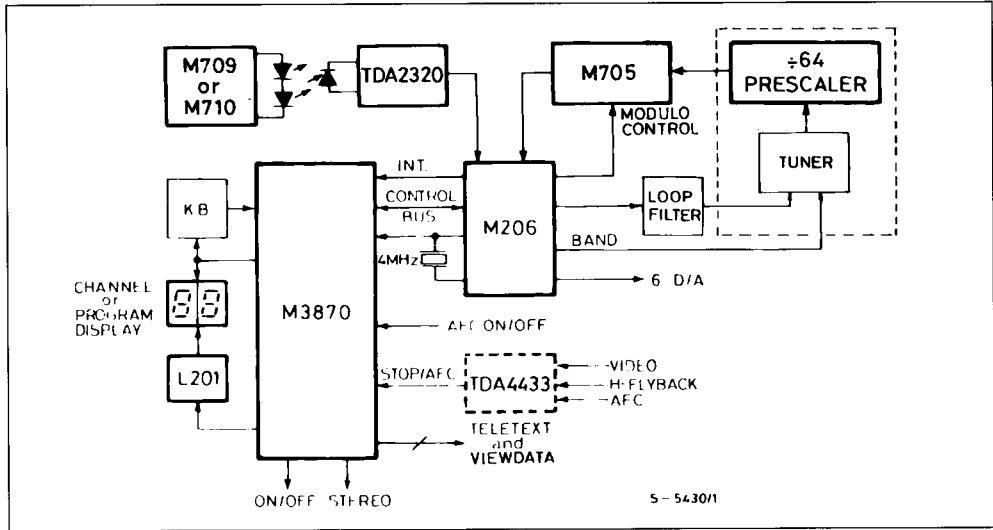 M709
or
M710
TDA2320
M705
÷64
PRESCALER
MODULO
CONTROL
TUNER
INT.
CONTROL
BUS
KB
M206
LOOP
FILTER
BAND
4MHz
6 D/A
CHANNEL
or
PROGRAM
DISPLAY
88
M3870
AFC ON/OFF
L201
STOP/AFC
TDA4433
VIDEO
H-FLYBACK
AFC
TELETEXT
and
VIEWDATA
ON/OFF STEREO
S-5430/1